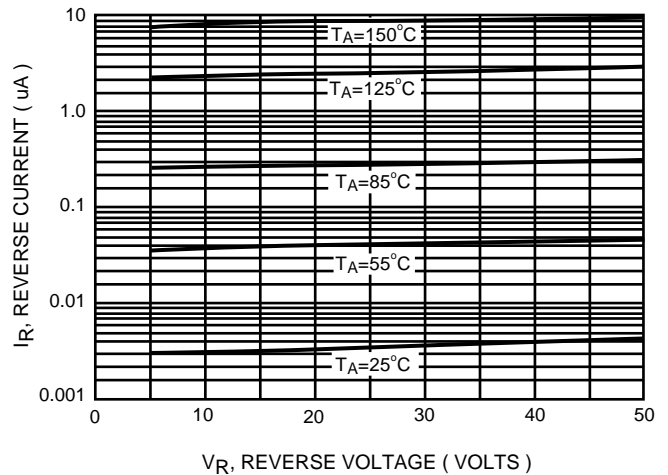 10
T_A=150°C
T_A=125°C
1.0
T_A=85°C
0.1
T_A=55°C
0.01
T_A=25°C
0.001
0 10 20 30 40 50
I_R, REVERSE CURRENT ( uA )
V_R, REVERSE VOLTAGE ( VOLTS )